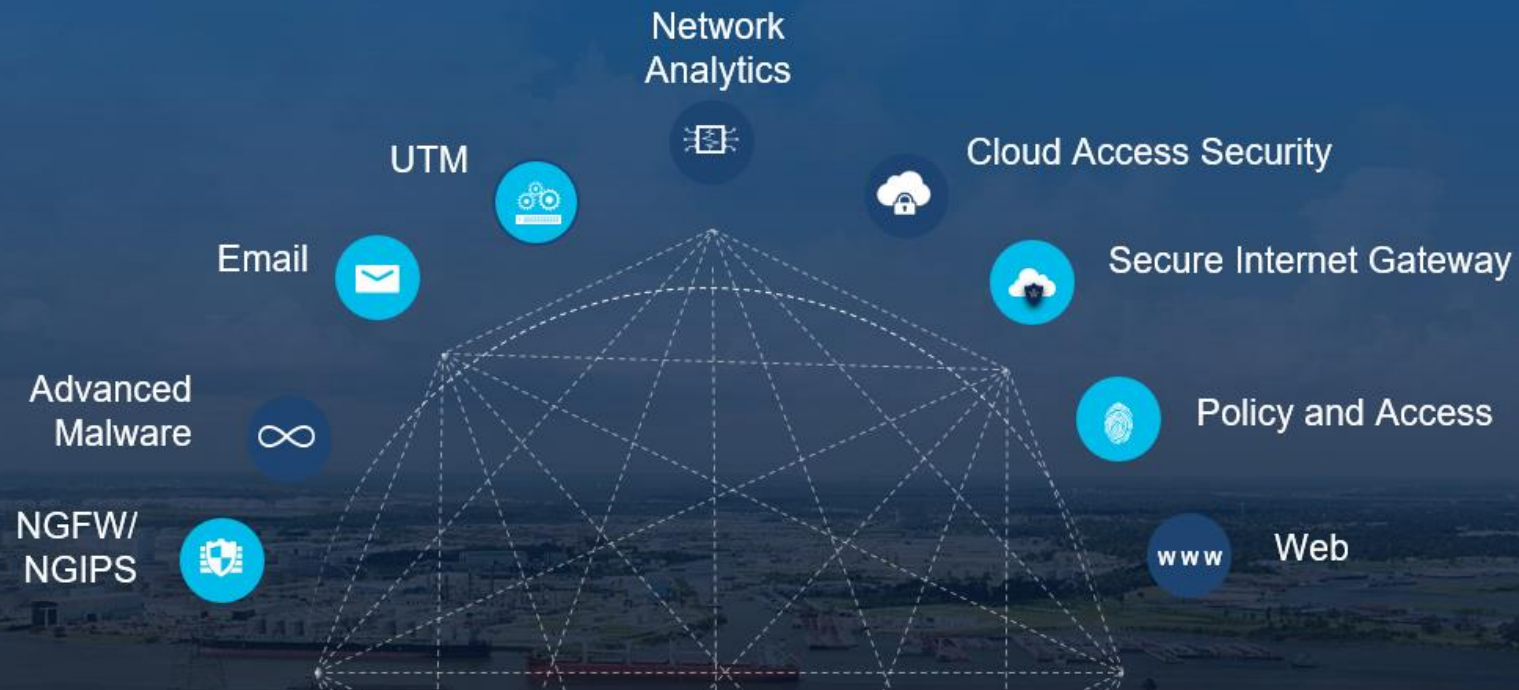 Network
Analytics
UTM
Cloud Access Security
Email
Secure Internet Gateway
Advanced
Malware
Policy and Access
NGFW/
NGIPS
www
Web